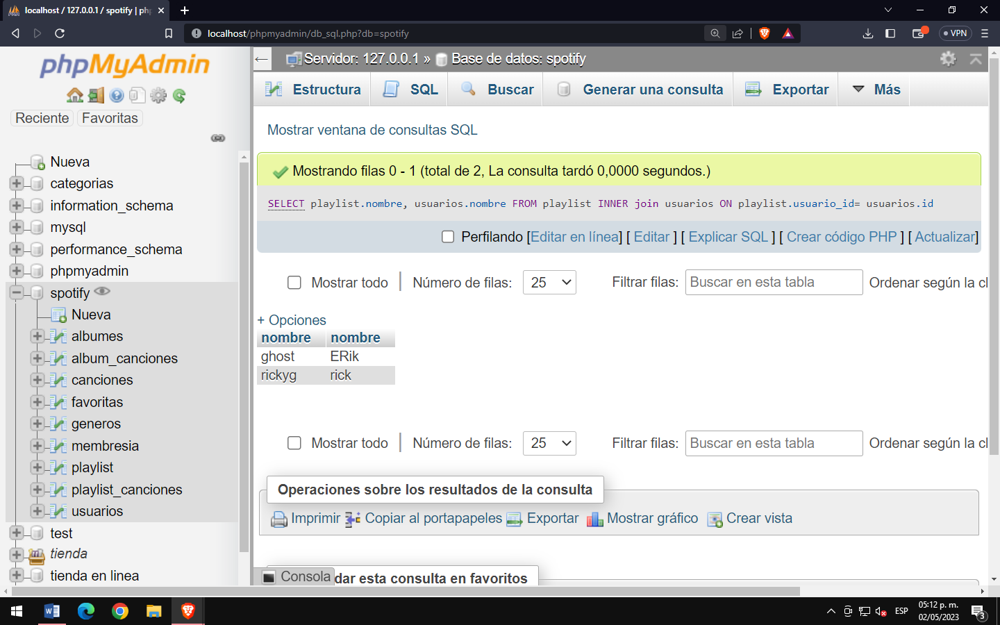 localhost / 127.0.0.1 / spotify | ph
localhost/phpmyadmin/db_sql.php?db=spotify
VPN
phpMyAdmin
Reciente
Favoritas
Nueva
categorias
information_schema
mysql
performance_schema
phpmyadmin
spotify
Nueva
albumes
album_canciones
canciones
favoritas
generos
membresia
playlist
playlist_canciones
usuarios
test
tienda
tienda en linea
Servidor: 127.0.0.1 » Base de datos: spotify
Estructura SQL Buscar Generar una consulta Exportar Más
Mostrar ventana de consultas SQL
Mostrando filas 0 - 1 (total de 2, La consulta tardó 0,0000 segundos.)
SELECT playlist.nombre, usuarios.nombre FROM playlist INNER join usuarios ON playlist.usuario_id= usuarios.id
Perfilando [Editar en línea] [ Editar ] [ Explicar SQL ] [ Crear código PHP ] [ Actualizar]
Mostrar todo | Número de filas: 25 Filtrar filas: Buscar en esta tabla Ordenar según la cl
+ Opciones
nombre nombre
ghost ERik
rickyg rick
Mostrar todo | Número de filas: 25 Filtrar filas: Buscar en esta tabla Ordenar según la cl
Operaciones sobre los resultados de la consulta
Imprimir Copiar al portapapeles Exportar Mostrar gráfico Crear vista
Consola
dar esta consulta en favoritos
ESP
05:12 p. m.
02/05/2023
3